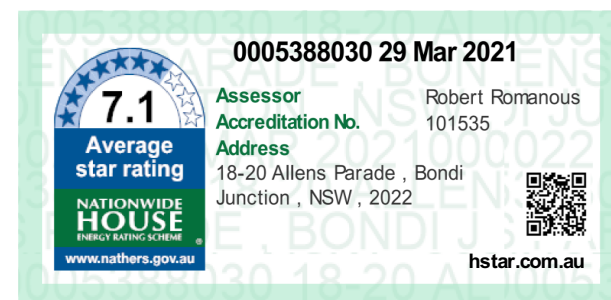 0005388030 29 Mar 2021
7.1
Average
star rating
NATIONWIDE
HOUSE
ENERGY RATING SCHEME ®
www.nathers.gov.au
Assessor Robert Romanous
Accreditation No. 101535
Address
18-20 Allens Parade , Bondi
Junction , NSW , 2022
hstar.com.au